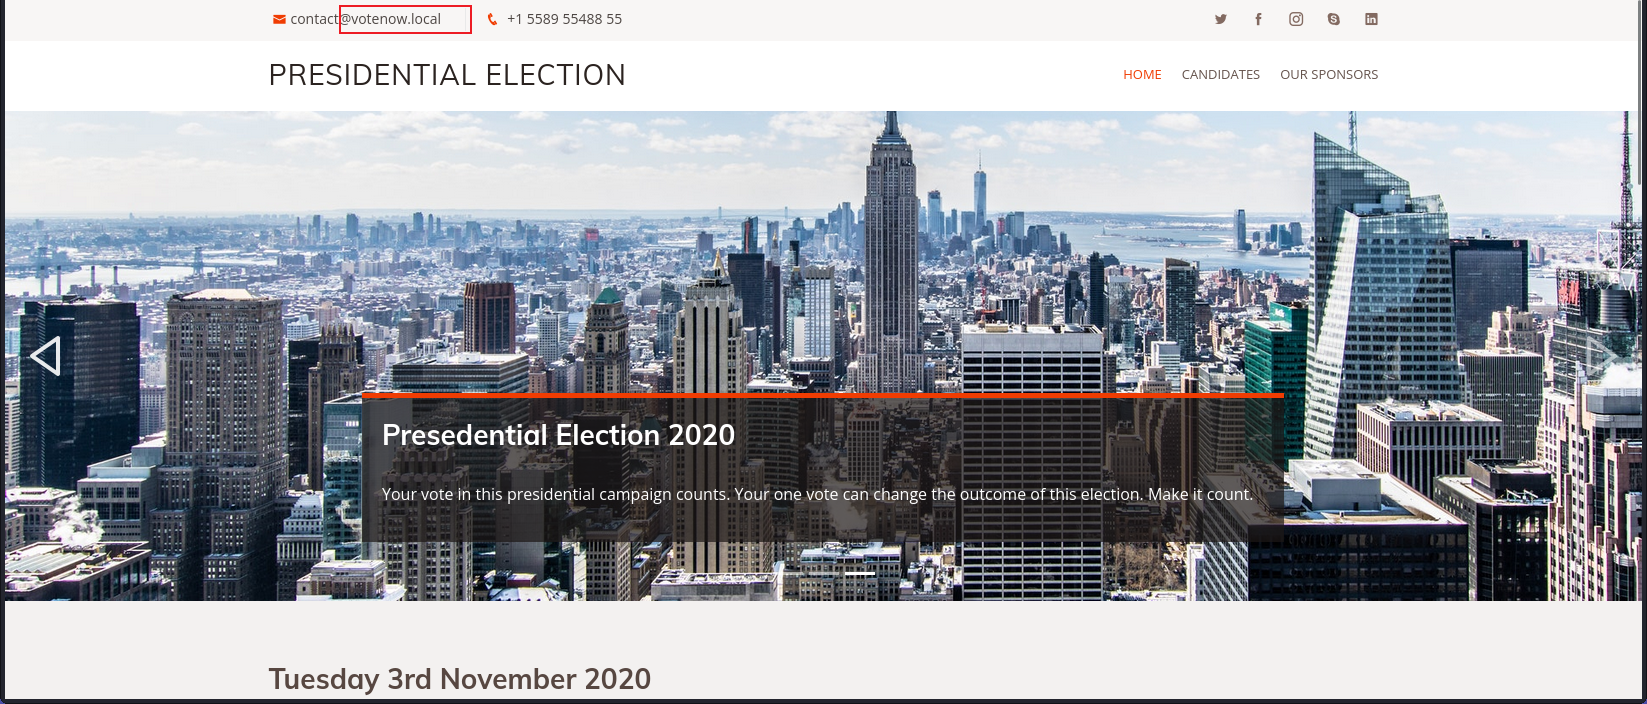 contact@votenow.local +1 5589 55488 55
PRESIDENTIAL ELECTION
HOME CANDIDATES OUR SPONSORS
Presedential Election 2020
Your vote in this presidential campaign counts. Your one vote can change the outcome of this election. Make it count.
Tuesday 3rd November 2020